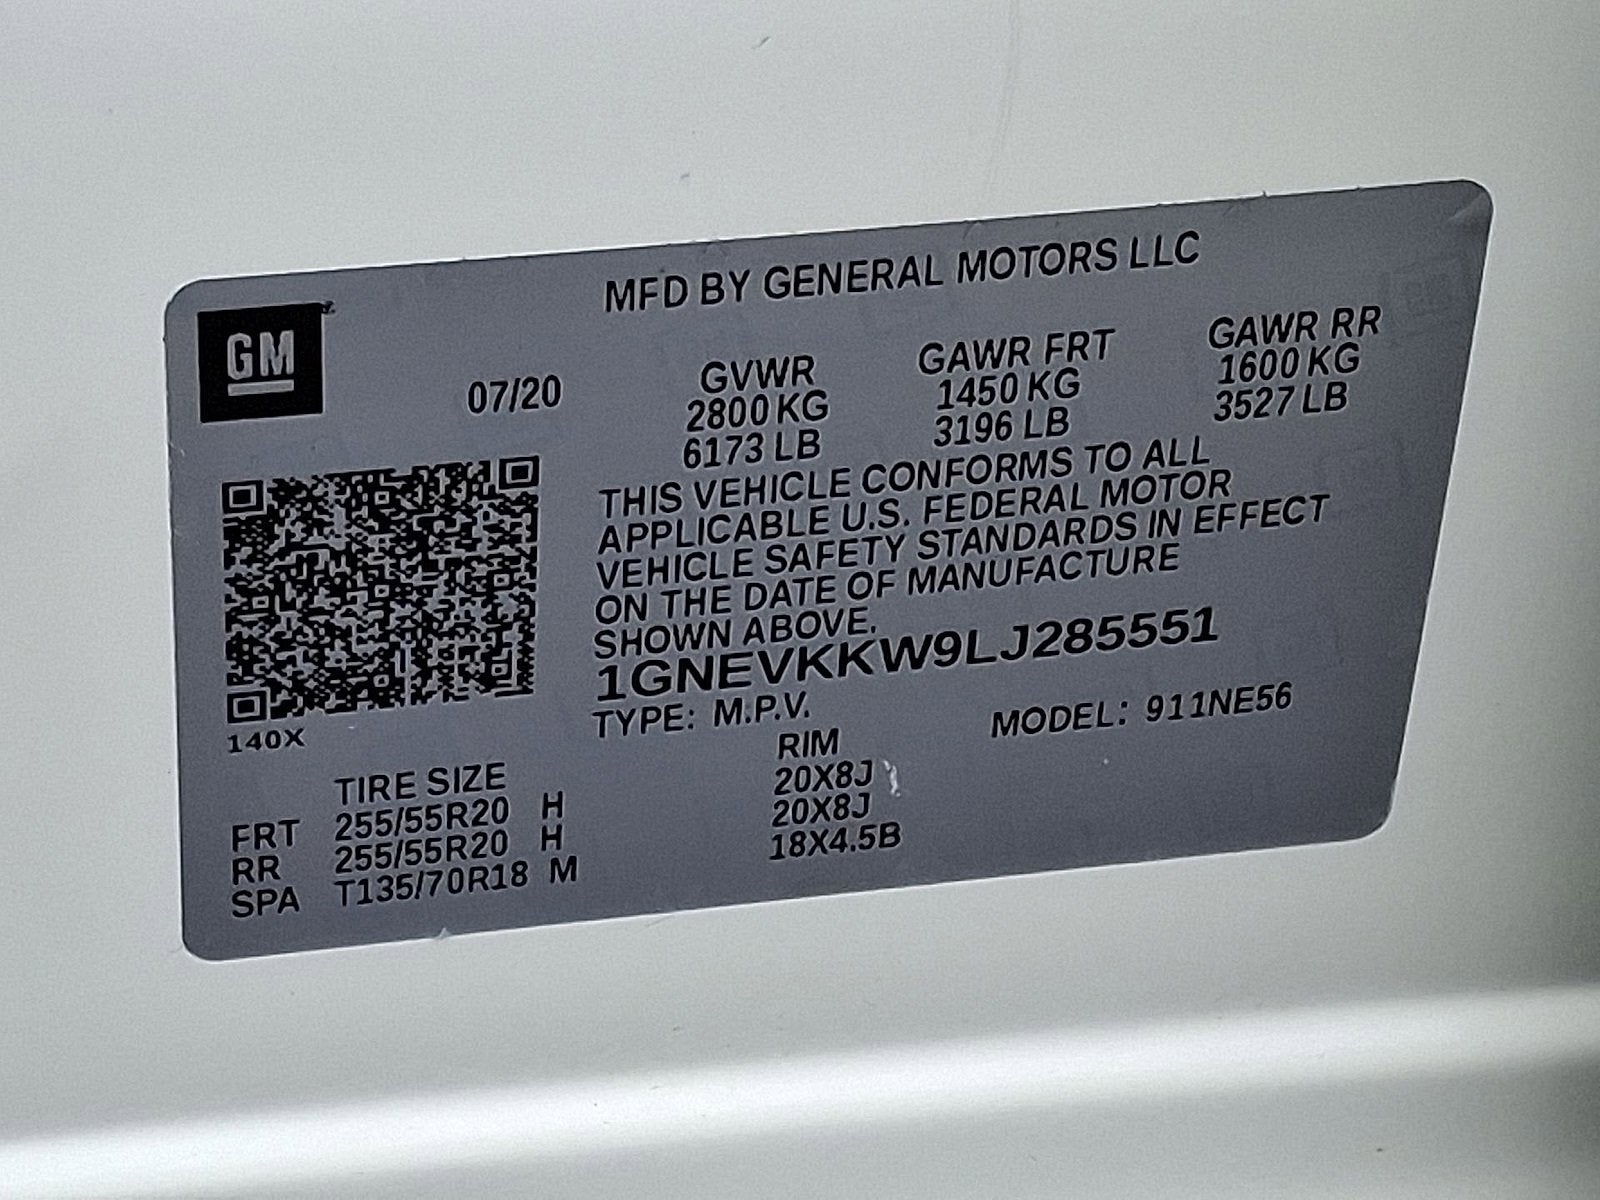 MFD BY GENERAL MOTORS LLC
GM
07/20
GVWR GAWR FRT GAWR RR
2800 KG 1450 KG 1600 KG
6173 LB 3196 LB 3527 LB
THIS VEHICLE CONFORMS TO ALL
APPLICABLE U.S. FEDERAL MOTOR
VEHICLE SAFETY STANDARDS IN EFFECT
ON THE DATE OF MANUFACTURE
SHOWN ABOVE.
1GNEVKKW9LJ285551
TYPE: M.P.V. MODEL: 911NE56
140X
TIRE SIZE RIM
FRT 255/55R20 H 20X8J
RR 255/55R20 H 20X8J
SPA T135/70R18 M 18X4.5B